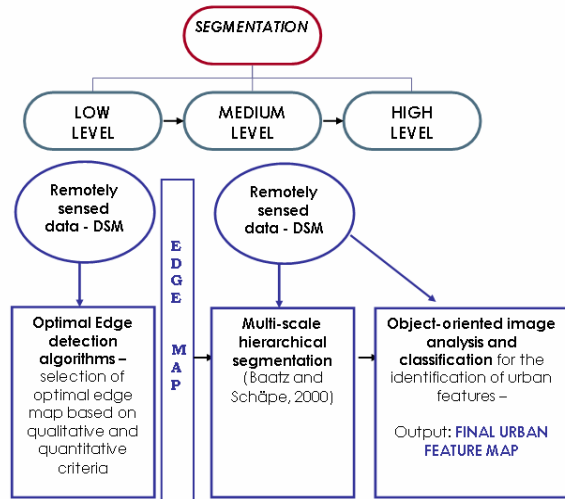 SEGMENTATION
LOW
LEVEL
MEDIUM
LEVEL
HIGH
LEVEL
Remotely
sensed
data - DSM
EDGE MAP
Remotely
sensed
data - DSM
Optimal Edge
detection
algorithms –
selection of
optimal edge
map based on
qualitative and
quantitative
criteria
Multi-scale
hierarchical
segmentation
(Baatz and
Schäpe, 2000)
Object-oriented image
analysis and
classification for the
identification of urban
features –
Output: FINAL URBAN
FEATURE MAP